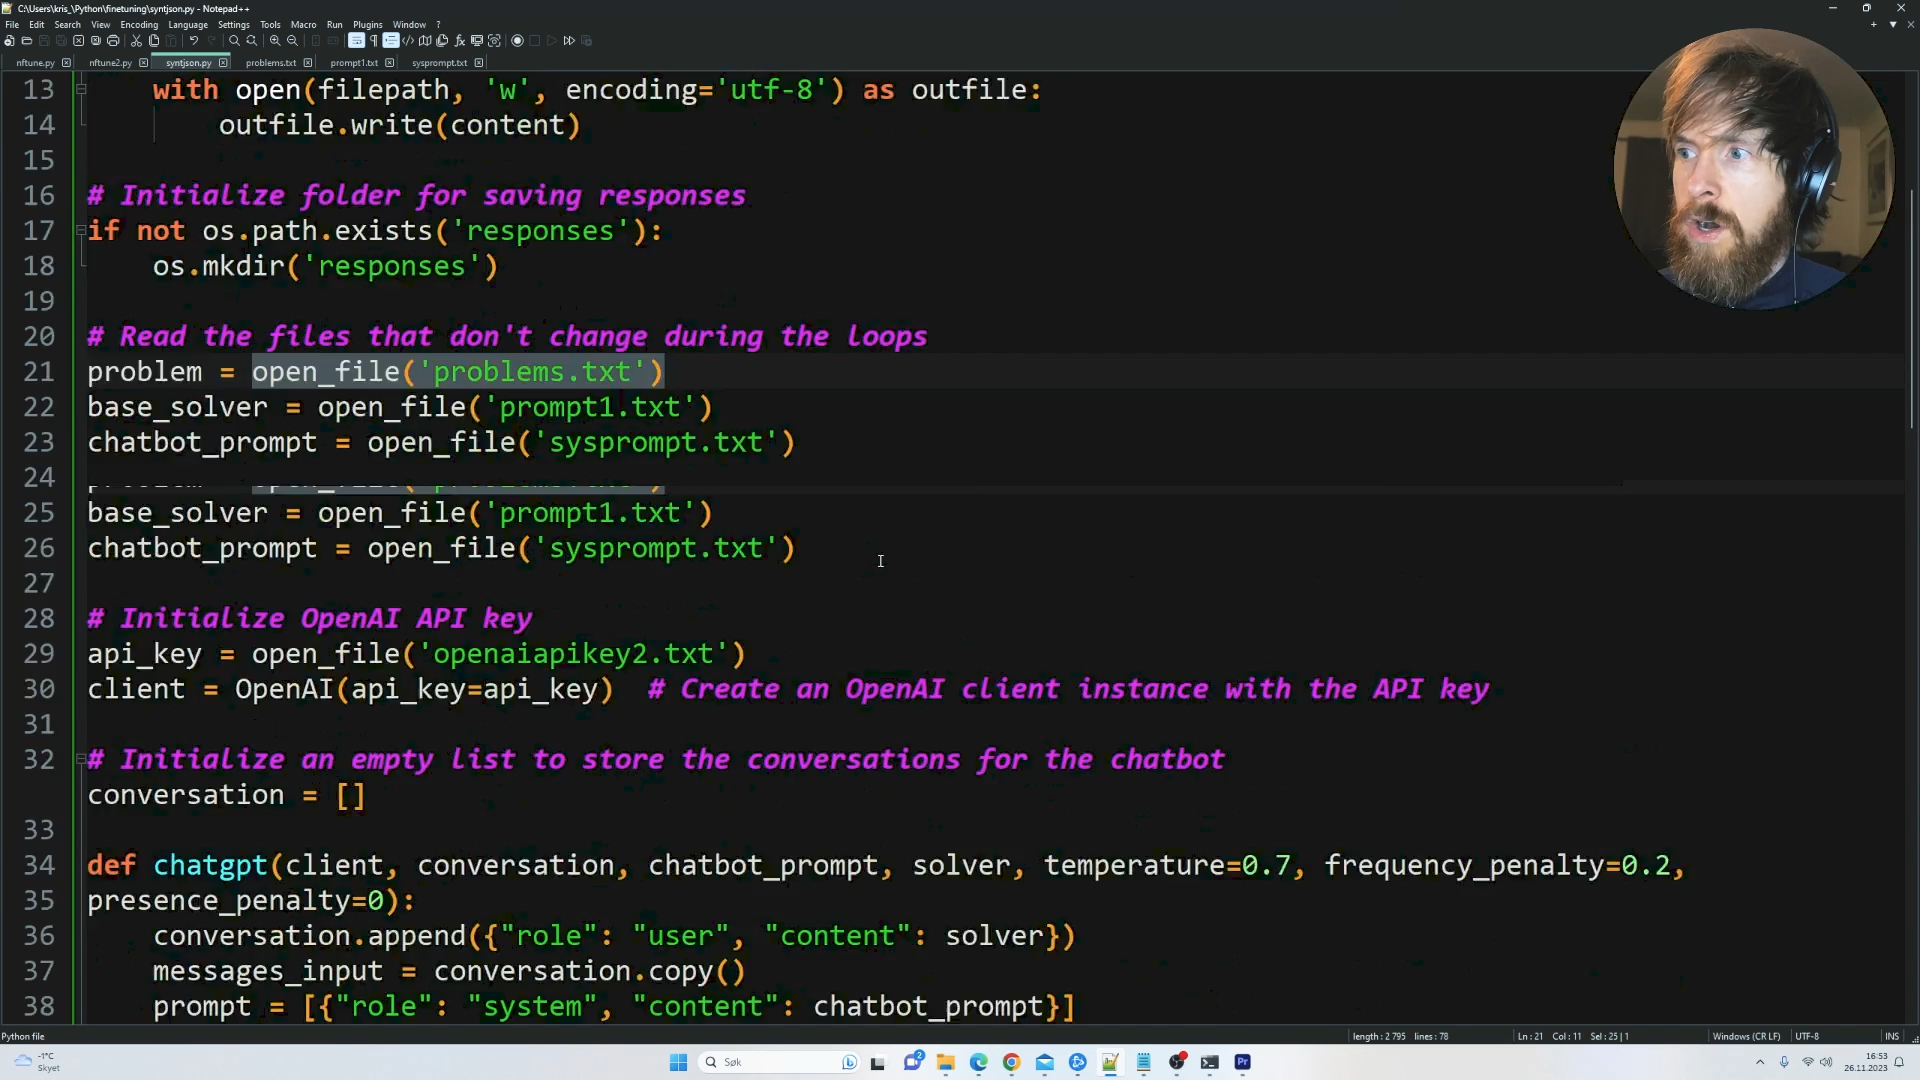 C:\Users\kris_\Python\finetuning\syntjson.py - Notepad++
File Edit Search View Encoding Language Settings Tools Macro Run Plugins Window ?
nftune.py nftune2.py syntjson.py problems.txt prompt1.txt sysprompt.txt
13 with open(filepath, 'w', encoding='utf-8') as outfile:
14 outfile.write(content)
15
16 # Initialize folder for saving responses
17 if not os.path.exists('responses'):
18 os.mkdir('responses')
19
20 # Read the files that don't change during the loops
21 problem = open_file('problems.txt')
22 base_solver = open_file('prompt1.txt')
23 chatbot_prompt = open_file('sysprompt.txt')
24
25 base_solver = open_file('prompt1.txt')
26 chatbot_prompt = open_file('sysprompt.txt')
27
28 # Initialize OpenAI API key
29 api_key = open_file('openaiapikey2.txt')
30 client = OpenAI(api_key=api_key)  # Create an OpenAI client instance with the API key
31
32 # Initialize an empty list to store the conversations for the chatbot
conversation = []
33
34 def chatgpt(client, conversation, chatbot_prompt, solver, temperature=0.7, frequency_penalty=0.2,
35 presence_penalty=0):
36 conversation.append({"role": "user", "content": solver})
37 messages_input = conversation.copy()
38 prompt = [{"role": "system", "content": chatbot_prompt}]
Python file length : 2 795 lines : 78 Ln : 21 Col : 11 Sel : 25 | 1 Windows (CR LF) UTF-8 INS
-1°C
Skyet
Søk
2
Pr
16:53
26.11.2023